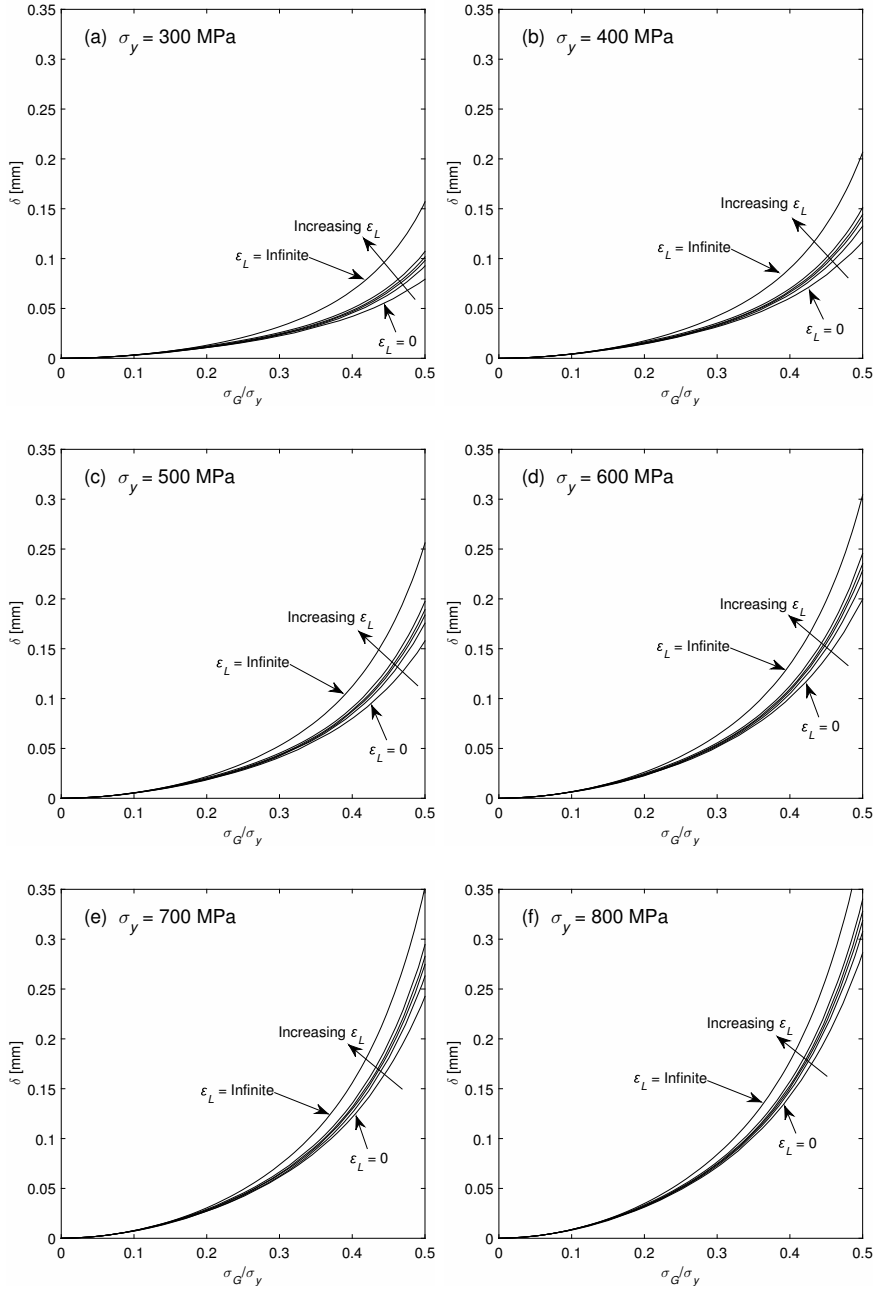 (a) σy = 300 MPa
0.35
0.3
0.25
0.2
0.15
0.1
0.05
0
δ [mm]
Increasing εL
εL = Infinite
εL = 0
0 0.1 0.2 0.3 0.4 0.5
σG/σy
(b) σy = 400 MPa
0.35
0.3
0.25
0.2
0.15
0.1
0.05
0
δ [mm]
Increasing εL
εL = Infinite
εL = 0
0 0.1 0.2 0.3 0.4 0.5
σG/σy
(c) σy = 500 MPa
0.35
0.3
0.25
0.2
0.15
0.1
0.05
0
δ [mm]
Increasing εL
εL = Infinite
εL = 0
0 0.1 0.2 0.3 0.4 0.5
σG/σy
(d) σy = 600 MPa
0.35
0.3
0.25
0.2
0.15
0.1
0.05
0
δ [mm]
Increasing εL
εL = Infinite
εL = 0
0 0.1 0.2 0.3 0.4 0.5
σG/σy
(e) σy = 700 MPa
0.35
0.3
0.25
0.2
0.15
0.1
0.05
0
δ [mm]
Increasing εL
εL = Infinite
εL = 0
0 0.1 0.2 0.3 0.4 0.5
σG/σy
(f) σy = 800 MPa
0.35
0.3
0.25
0.2
0.15
0.1
0.05
0
δ [mm]
Increasing εL
εL = Infinite
εL = 0
0 0.1 0.2 0.3 0.4 0.5
σG/σy